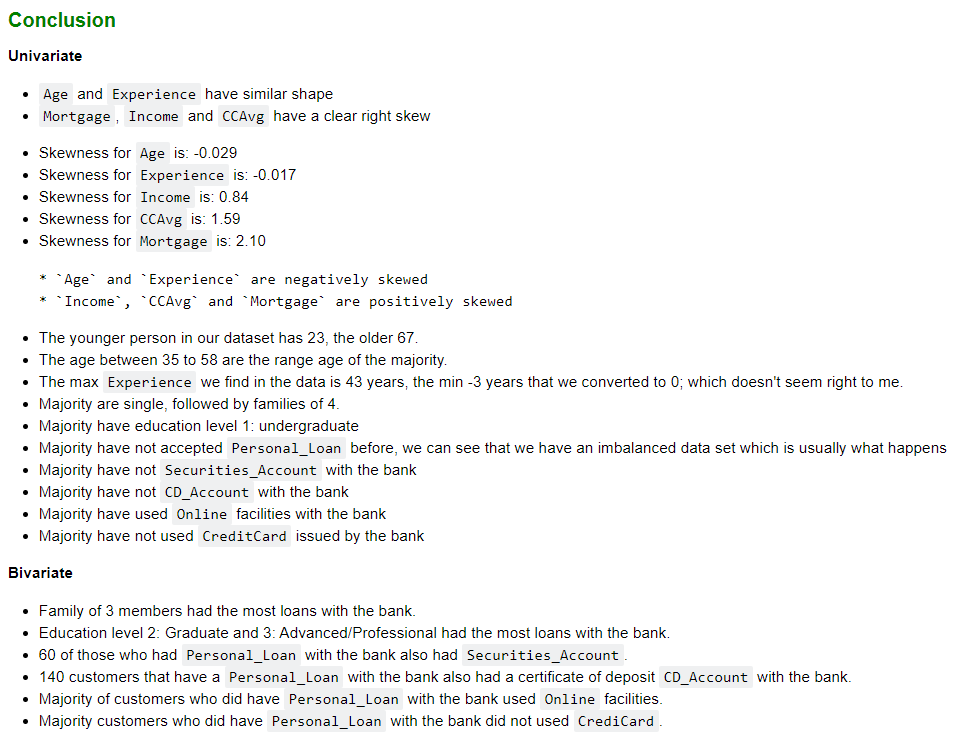 Conclusion
Univariate
Age and Experience have similar shape
Mortgage, Income and CCAvg have a clear right skew
Skewness for Age is: -0.029
Skewness for Experience is: -0.017
Skewness for Income is: 0.84
Skewness for CCAvg is: 1.59
Skewness for Mortgage is: 2.10
* `Age` and `Experience` are negatively skewed
* `Income`, `CCAvg` and `Mortgage` are positively skewed
The younger person in our dataset has 23, the older 67.
The age between 35 to 58 are the range age of the majority.
The max Experience we find in the data is 43 years, the min -3 years that we converted to 0; which doesn't seem right to me.
Majority are single, followed by families of 4.
Majority have education level 1: undergraduate
Majority have not accepted Personal_Loan before, we can see that we have an imbalanced data set which is usually what happens
Majority have not Securities_Account with the bank
Majority have not CD_Account with the bank
Majority have used Online facilities with the bank
Majority have not used CreditCard issued by the bank
Bivariate
Family of 3 members had the most loans with the bank.
Education level 2: Graduate and 3: Advanced/Professional had the most loans with the bank.
60 of those who had Personal_Loan with the bank also had Securities_Account.
140 customers that have a Personal_Loan with the bank also had a certificate of deposit CD_Account with the bank.
Majority of customers who did have Personal_Loan with the bank used Online facilities.
Majority customers who did have Personal_Loan with the bank did not used CrediCard.